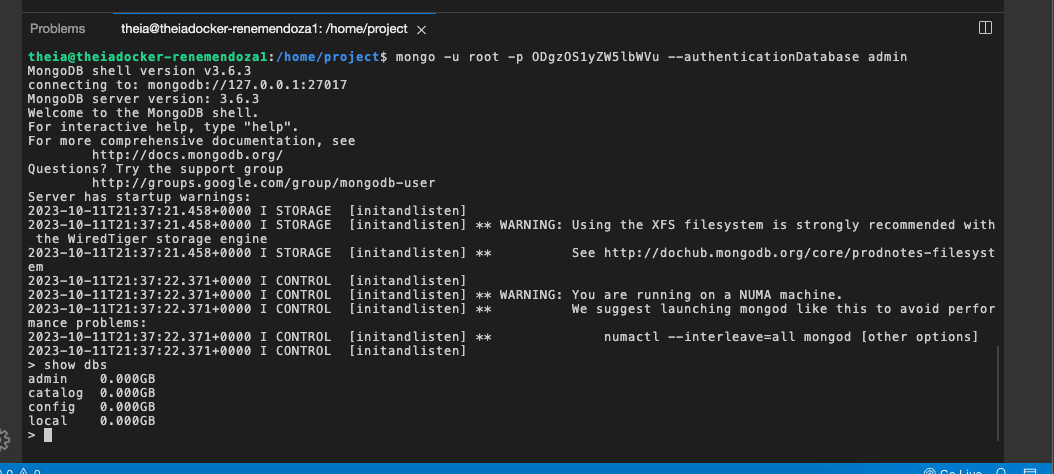 Problems theia@theiadocker-renemendoza1: /home/project ×
theia@theiadocker-renemendoza1:/home/project$ mongo -u root -p ODgzOS1yZW5lbWVu --authenticationDatabase admin
MongoDB shell version v3.6.3
connecting to: mongodb://127.0.0.1:27017
MongoDB server version: 3.6.3
Welcome to the MongoDB shell.
For interactive help, type "help".
For more comprehensive documentation, see
        http://docs.mongodb.org/
Questions? Try the support group
        http://groups.google.com/group/mongodb-user
Server has startup warnings:
2023-10-11T21:37:21.458+0000 I STORAGE  [initandlisten]
2023-10-11T21:37:21.458+0000 I STORAGE  [initandlisten] ** WARNING: Using the XFS filesystem is strongly recommended with
 the WiredTiger storage engine
2023-10-11T21:37:21.458+0000 I STORAGE  [initandlisten] **          See http://dochub.mongodb.org/core/prodnotes-filesyst
em
2023-10-11T21:37:22.371+0000 I CONTROL  [initandlisten]
2023-10-11T21:37:22.371+0000 I CONTROL  [initandlisten] ** WARNING: You are running on a NUMA machine.
2023-10-11T21:37:22.371+0000 I CONTROL  [initandlisten] **          We suggest launching mongod like this to avoid perfor
mance problems:
2023-10-11T21:37:22.371+0000 I CONTROL  [initandlisten] **              numactl --interleave=all mongod [other options]
2023-10-11T21:37:22.371+0000 I CONTROL  [initandlisten]
> show dbs
admin    0.000GB
catalog  0.000GB
config   0.000GB
local    0.000GB
>
Go Live